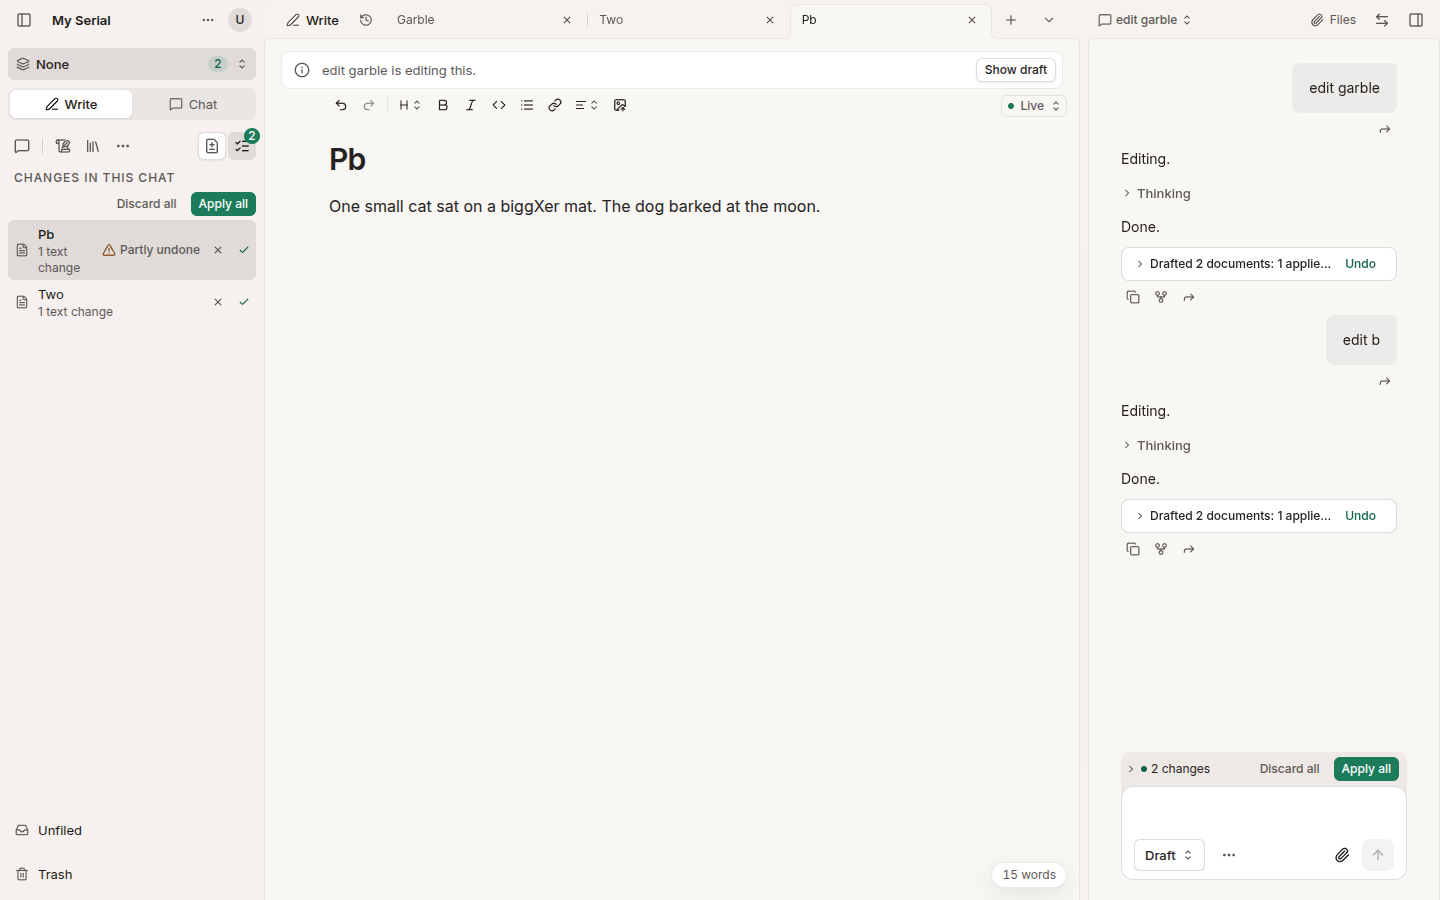 My Serial
U
None
2
Write
Chat
2
CHANGES IN THIS CHAT
Discard all
Apply all
Pb
1 text change
Partly undone
Two
1 text change
Unfiled
Trash
Write
Garble
Two
Pb
edit garble is editing this.
Show draft
H
B
I
Live
Pb
One small cat sat on a biggXer mat. The dog barked at the moon.
15 words
edit garble
Files
edit garble
Editing.
Thinking
Done.
Drafted 2 documents: 1 applie...
Undo
edit b
Editing.
Thinking
Done.
Drafted 2 documents: 1 applie...
Undo
2 changes
Discard all
Apply all
Draft